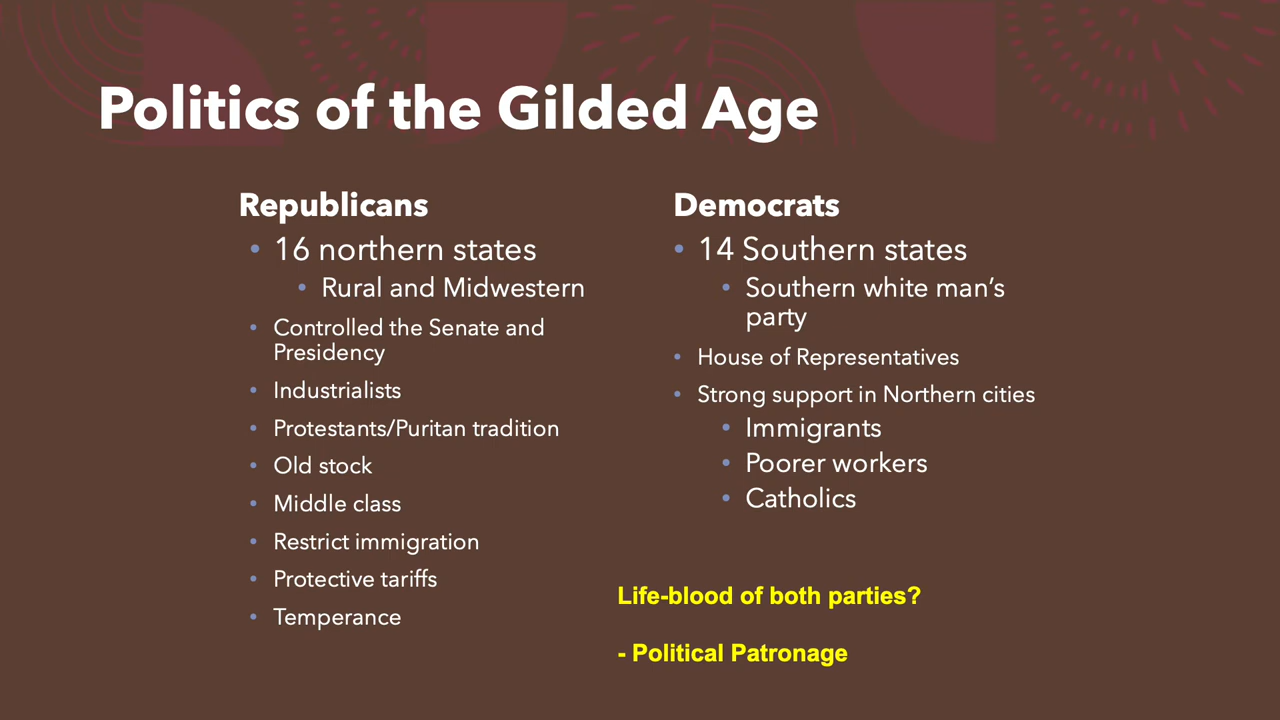 Politics of the Gilded Age
Republicans
• 16 northern states
• Rural and Midwestern
• Controlled the Senate and
Presidency
• Industrialists
• Protestants/Puritan tradition
• Old stock
• Middle class
• Restrict immigration
• Protective tariffs
• Temperance
Democrats
• 14 Southern states
• Southern white man’s
party
• House of Representatives
• Strong support in Northern cities
• Immigrants
• Poorer workers
• Catholics
Life-blood of both parties?
- Political Patronage